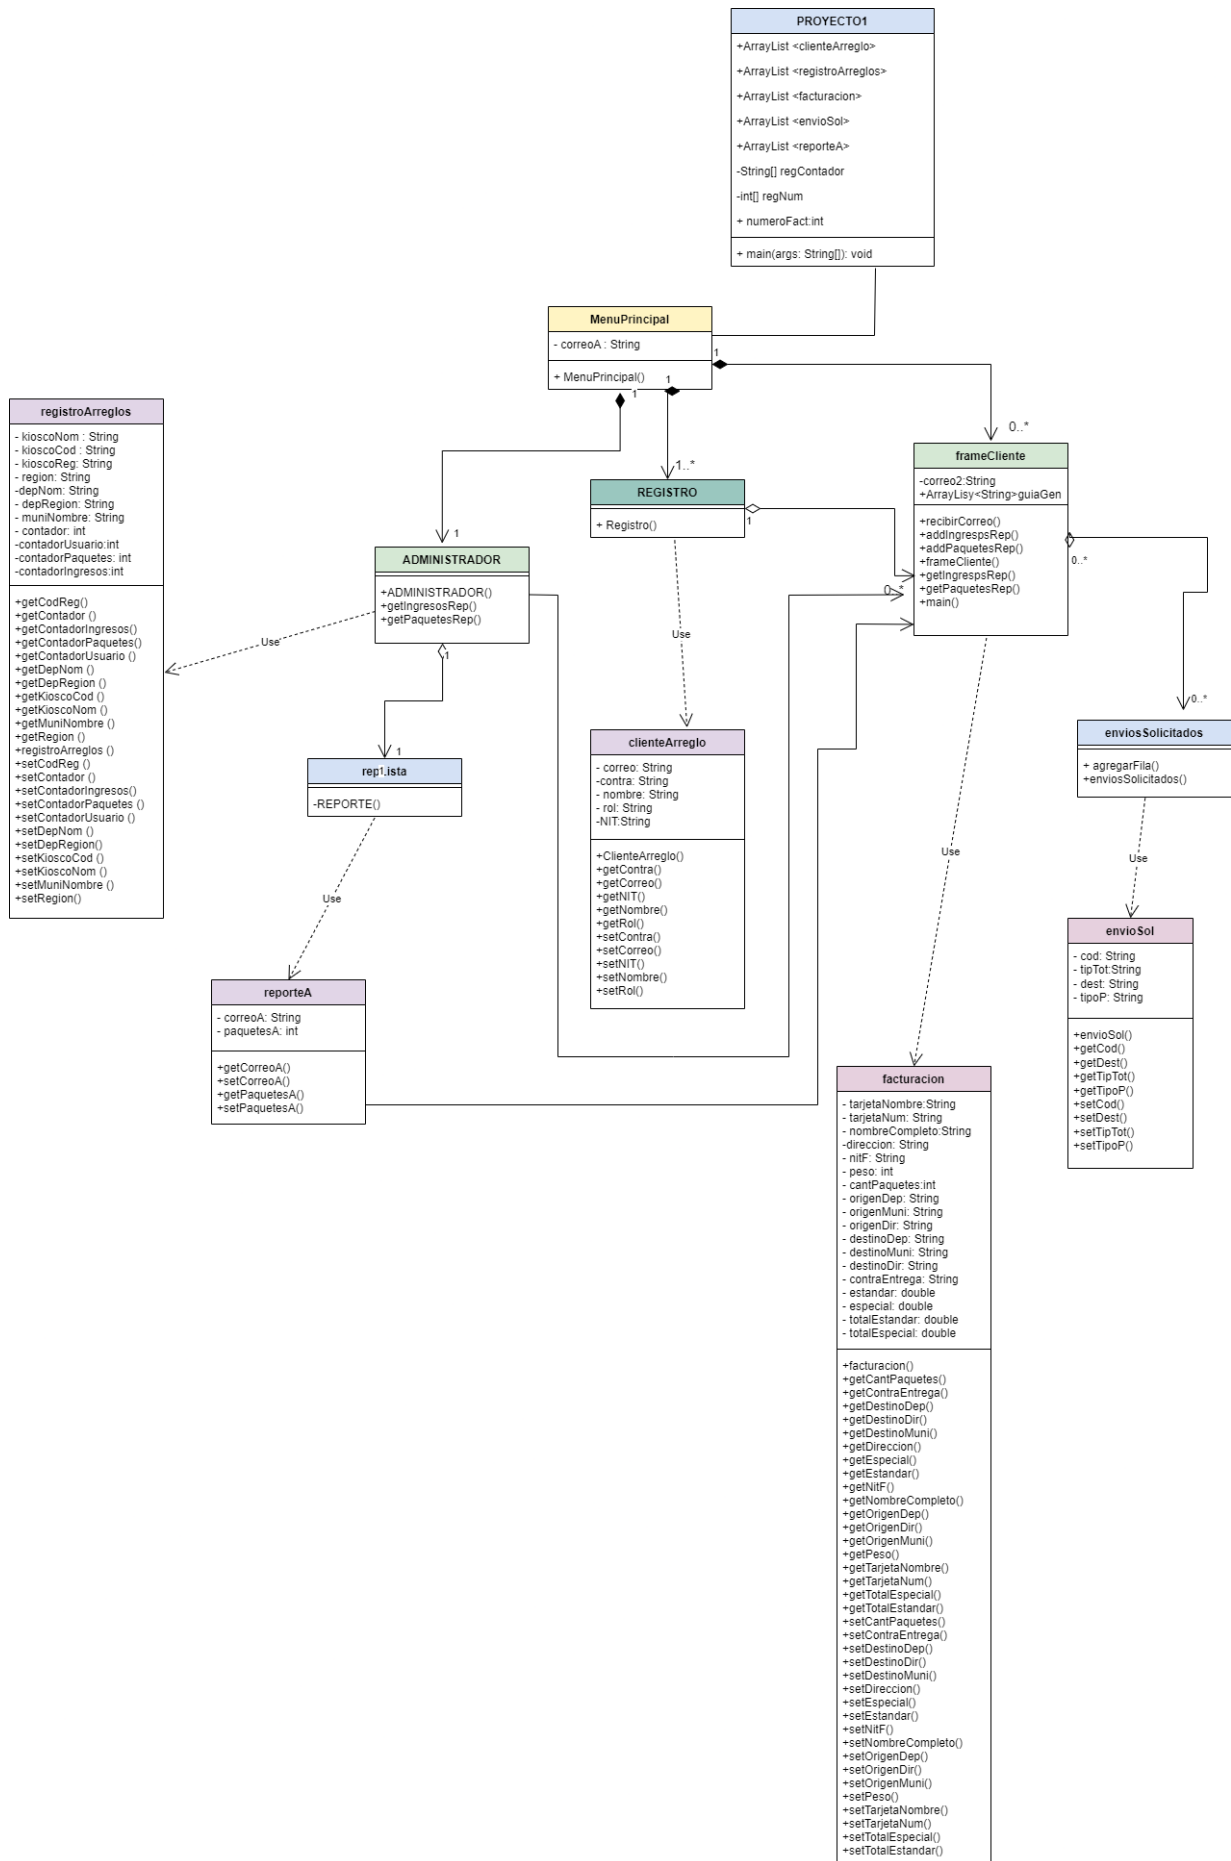 PROYECTO1
+ArrayList <clienteArreglo>
+ArrayList <registroArreglos>
+ArrayList <facturacion>
+ArrayList <envioSol>
+ArrayList <reporteA>
-String[] regContador
-int[] regNum
+ numeroFact:int
+ main(args: String[]): void
MenuPrincipal
- correoA : String
+ MenuPrincipal()
1
1
1
1
1..*
0..*
registroArreglos
- kioscoNom : String
- kioscoCod : String
- kioscoReg: String
- region: String
-depNom: String
- depRegion: String
- muniNombre: String
- contador: int
-contadorUsuario:int
-contadorPaquetes: int
-contadorIngresos:int
+getCodReg()
+getContador ()
+getContadorIngresos()
+getContadorPaquetes()
+getContadorUsuario ()
+getDepNom ()
+getDepRegion ()
+getKioscoCod ()
+getKioscoNom ()
+getMuniNombre ()
+getRegion ()
+registroArreglos ()
+setCodReg ()
+setContador ()
+setContadorIngresos()
+setContadorPaquetes ()
+setContadorUsuario ()
+setDepNom ()
+setDepRegion()
+setKioscoCod ()
+setKioscoNom ()
+setMuniNombre ()
+setRegion()
ADMINISTRADOR
+ADMINISTRADOR()
+getIngresosRep()
+getPaquetesRep()
Use
1
1
REGISTRO
+ Registro()
1
Use
0..*
frameCliente
-correo2:String
+ArrayLisy<String>guiaGen
+recibirCorreo()
+addIngrespsRep()
+addPaquetesRep()
+frameCliente()
+getIngrespsRep()
+getPaquetesRep()
+main()
0..*
0..*
Use
repLista
1
-REPORTE()
Use
clienteArreglo
- correo: String
-contra: String
- nombre: String
- rol: String
-NIT:String
+ClienteArreglo()
+getContra()
+getCorreo()
+getNIT()
+getNombre()
+getRol()
+setContra()
+setCorreo()
+setNIT()
+setNombre()
+setRol()
enviosSolicitados
+ agregarFila()
+enviosSolicitados()
Use
envioSol
- cod: String
- tipTot:String
- dest: String
- tipoP: String
+envioSol()
+getCod()
+getDest()
+getTipTot()
+getTipoP()
+setCod()
+setDest()
+setTipTot()
+setTipoP()
reporteA
- correoA: String
- paquetesA: int
+getCorreoA()
+setCorreoA()
+getPaquetesA()
+setPaquetesA()
facturacion
- tarjetaNombre:String
- tarjetaNum: String
- nombreCompleto:String
-direccion: String
- nitF: String
- peso: int
- cantPaquetes:int
- origenDep: String
- origenMuni: String
- origenDir: String
- destinoDep: String
- destinoMuni: String
- destinoDir: String
- contraEntrega: String
- estandar: double
- especial: double
- totalEstandar: double
- totalEspecial: double
+facturacion()
+getCantPaquetes()
+getContraEntrega()
+getDestinoDep()
+getDestinoDir()
+getDestinoMuni()
+getDireccion()
+getEspecial()
+getEstandar()
+getNitF()
+getNombreCompleto()
+getOrigenDep()
+getOrigenDir()
+getOrigenMuni()
+getPeso()
+getTarjetaNombre()
+getTarjetaNum()
+getTotalEspecial()
+getTotalEstandar()
+setCantPaquetes()
+setContraEntrega()
+setDestinoDep()
+setDestinoDir()
+setDestinoMuni()
+setDireccion()
+setEspecial()
+setEstandar()
+setNitF()
+setNombreCompleto()
+setOrigenDep()
+setOrigenDir()
+setOrigenMuni()
+setPeso()
+setTarjetaNombre()
+setTarjetaNum()
+setTotalEspecial()
+setTotalEstandar()